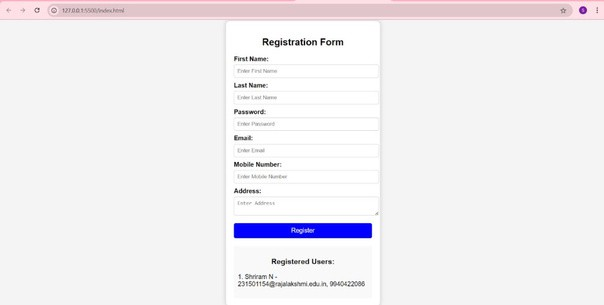 127.0.0.1:5500/index.html
Registration Form
First Name:
Enter First Name
Last Name:
Enter Last Name
Password:
Enter Password
Email:
Enter Email
Mobile Number:
Enter Mobile Number
Address:
Enter Address
Register
Registered Users:
1. Shriram N -
231501154@rajalakshmi.edu.in, 9940422086